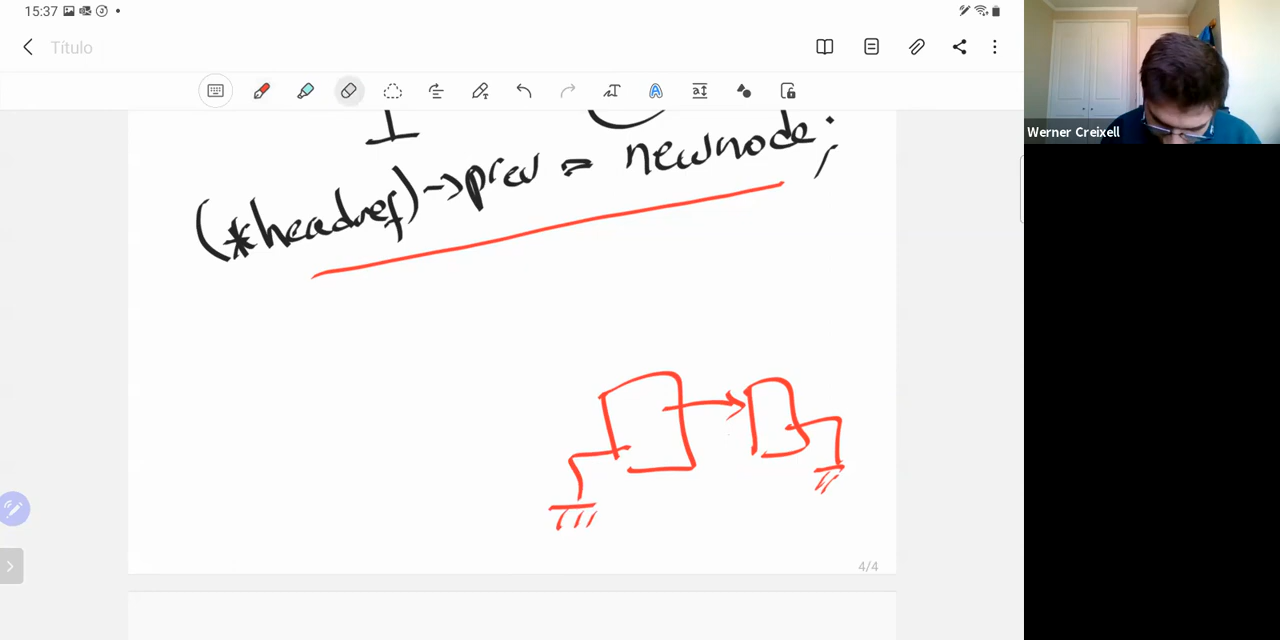 15:37
Título
(*headref)->prev = newnode;
Werner Creixell
4/4